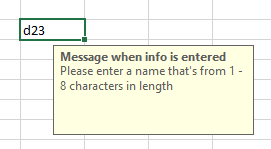 d23
Message when info is entered
Please enter a name that's from 1 -
8 characters in length